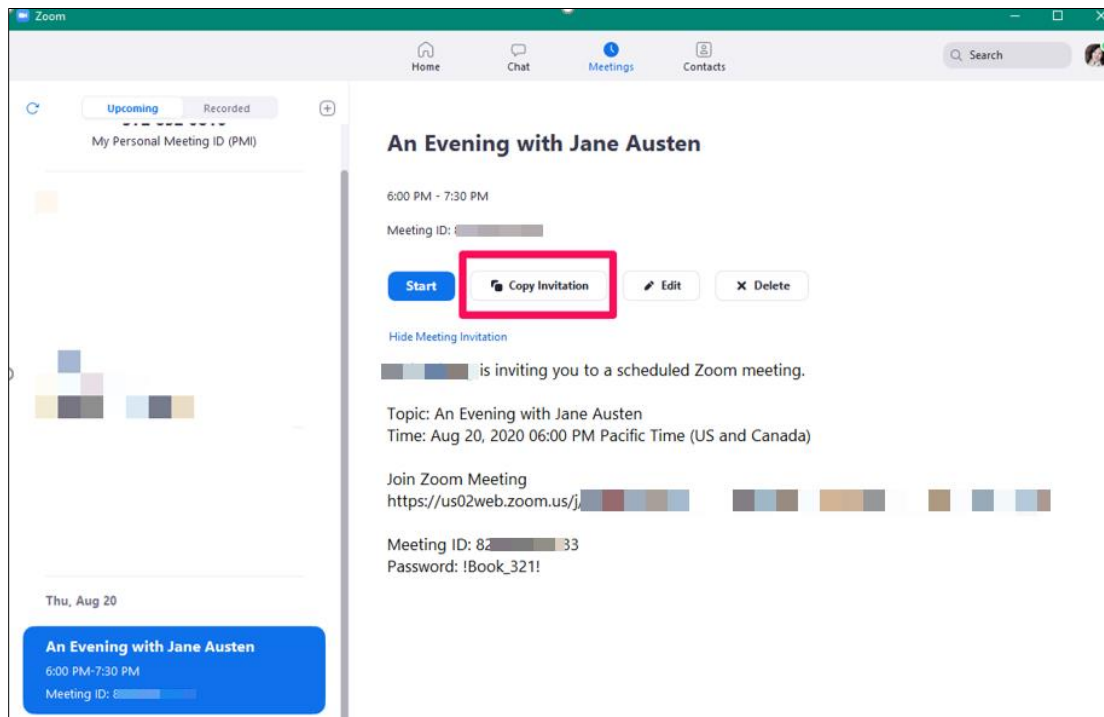 Zoom
Home
Chat
Meetings
Contacts
Search
Upcoming
Recorded
My Personal Meeting ID (PMI)
Thu, Aug 20
An Evening with Jane Austen
6:00 PM-7:30 PM
Meeting ID: 8
An Evening with Jane Austen
6:00 PM - 7:30 PM
Meeting ID: 8
Start
Copy Invitation
Edit
Delete
Hide Meeting Invitation
is inviting you to a scheduled Zoom meeting.
Topic: An Evening with Jane Austen
Time: Aug 20, 2020 06:00 PM Pacific Time (US and Canada)
Join Zoom Meeting
https://us02web.zoom.us/j/
Meeting ID: 82 33
Password: !Book_321!